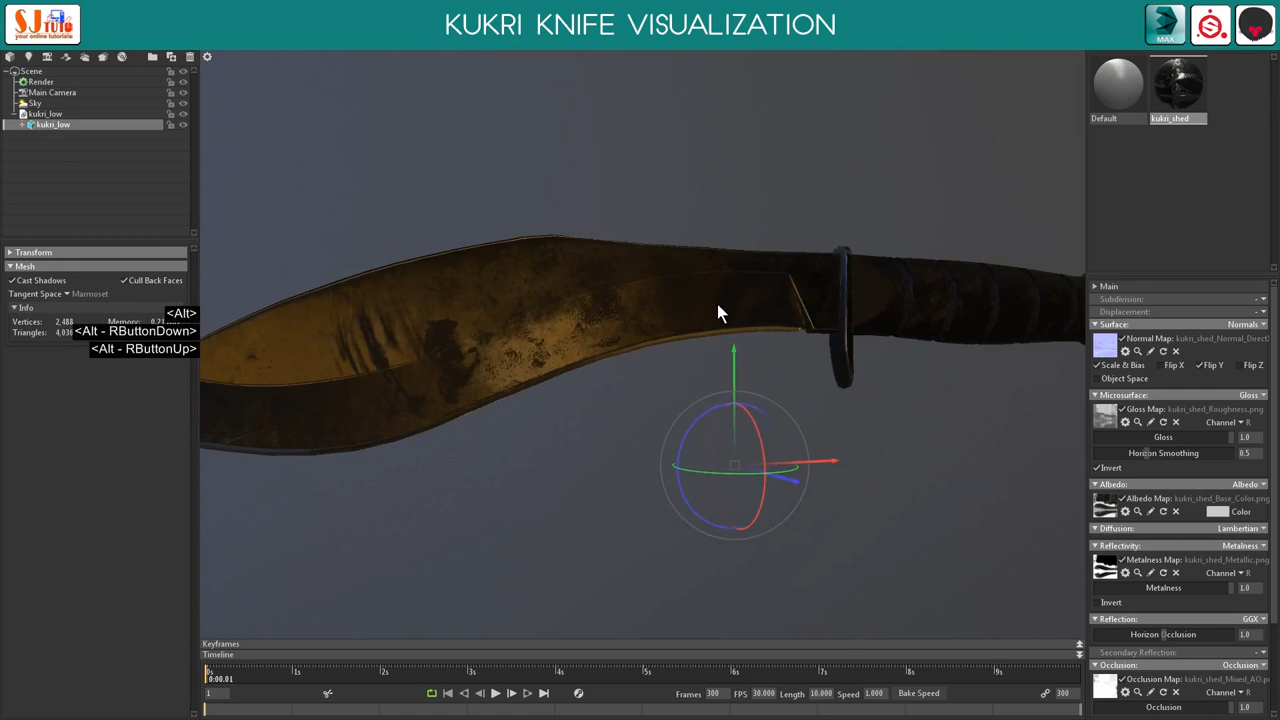 SJ TUTO
your online tutorials!
KUKRI KNIFE VISUALIZATION
MAX
Scene
Render
Main Camera
Sky
kukri_low
kukri_low
Transform
Mesh
Cast Shadows
Cull Back Faces
Tangent Space
Marmoset
Info
Vertices: 2,488
Memory:
Triangles:
<Alt>
<Alt - RButtonDown>
<Alt - RButtonUp>
Default
kukri_shed
Main
Subdivision:
Displacement:
Surface:
Normals
Normal Map: kukri_shed_Normal_Direct
Scale & Bias
Flip X
Flip Y
Flip Z
Object Space
Microsurface:
Gloss
Gloss Map: kukri_shed_Roughness.png
Channel R
Gloss 1.0
Horizon Smoothing 0.5
Invert
Albedo:
Albedo
Albedo Map: kukri_shed_Base_Color.png
Color
Diffusion:
Lambertian
Reflectivity:
Metalness
Metalness Map: kukri_shed_Metallic.png
Channel R
Metalness 1.0
Invert
Reflection:
GGX
Horizon Occlusion 1.0
Secondary Reflection:
Occlusion:
Occlusion
Occlusion Map: kukri_shed_Mixed_AO.p
Channel R
Occlusion 1.0
Keyframes
Timeline
0s 1s 2s 3s 4s 5s 6s 7s 8s 9s
0:00.01
1
Frames 300
FPS 30.000
Length 10.000
Speed 1.000
Bake Speed
300